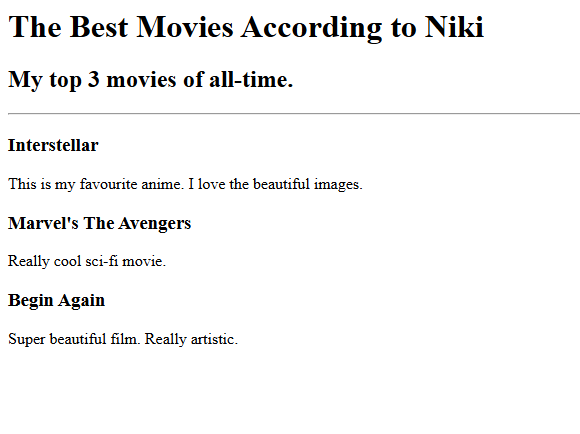 The Best Movies According to Niki
My top 3 movies of all-time.
Interstellar
This is my favourite anime. I love the beautiful images.
Marvel's The Avengers
Really cool sci-fi movie.
Begin Again
Super beautiful film. Really artistic.